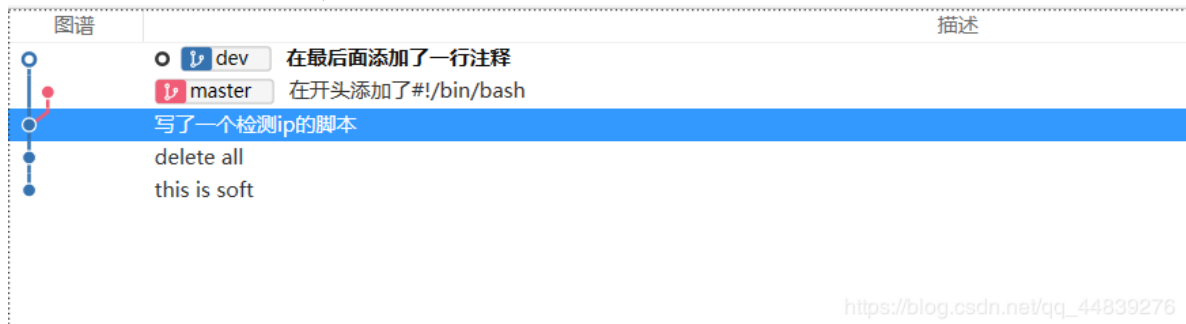 图谱 描述
dev 在最后面添加了一行注释
master 在开头添加了#!/bin/bash
写了一个检测ip的脚本
delete all
this is soft
https://blog.csdn.net/qq_44839276